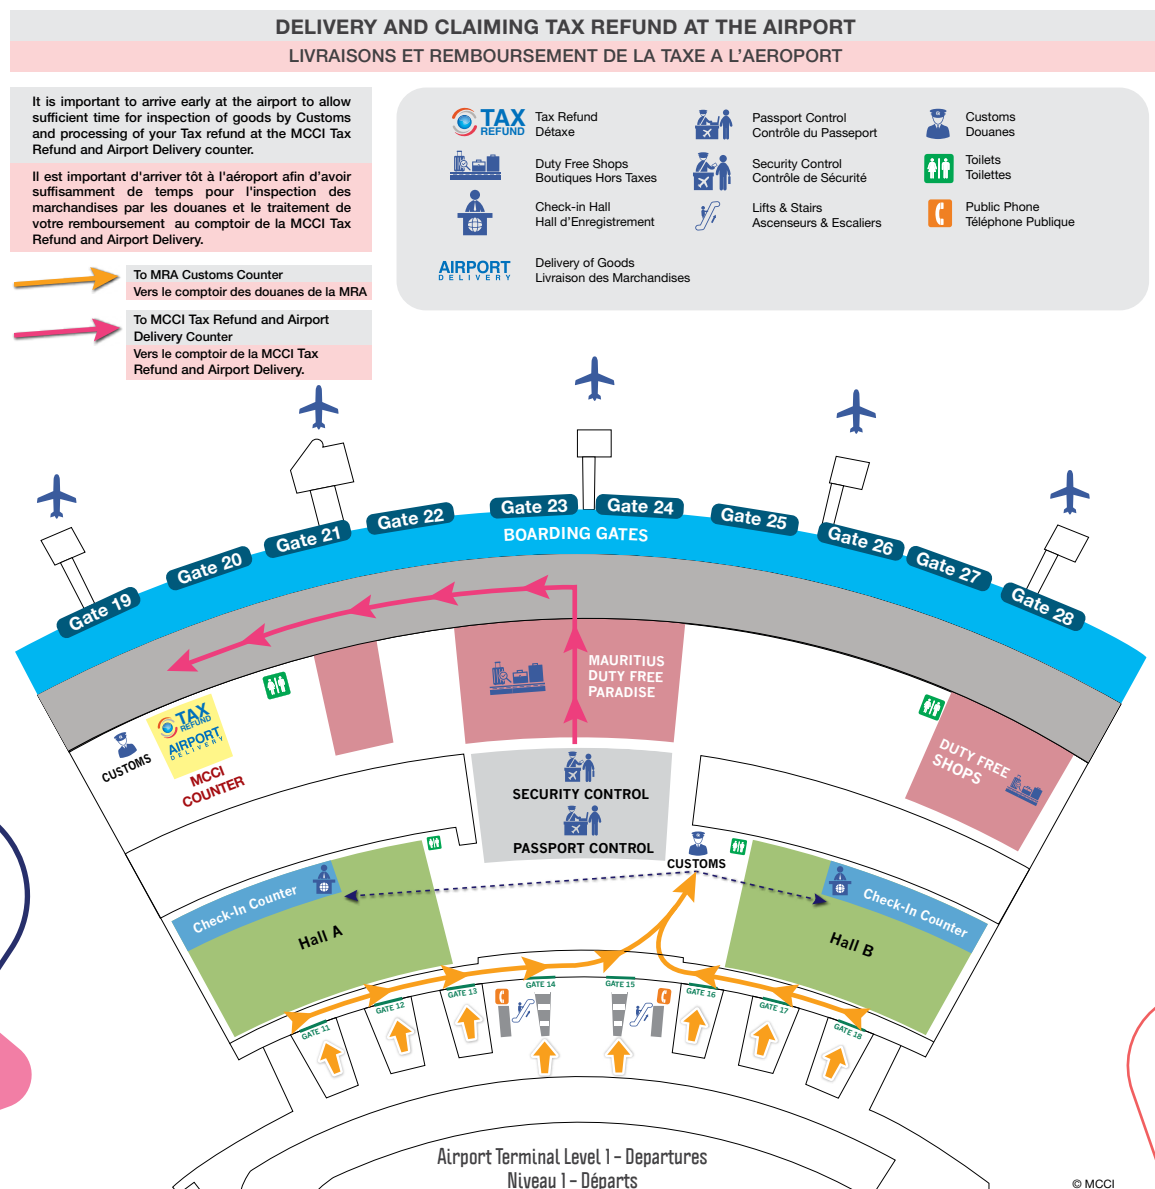 DELIVERY AND CLAIMING TAX REFUND AT THE AIRPORT
LIVRAISONS ET REMBOURSEMENT DE LA TAXE A L'AEROPORT
It is important to arrive early at the airport to allow
sufficient time for inspection of goods by Customs
and processing of your Tax refund at the MCCI Tax
Refund and Airport Delivery counter.
Il est important d'arriver tôt à l'aéroport afin d'avoir
suffisamment de temps pour l'inspection des
marchandises par les douanes et le traitement de
votre remboursement au comptoir de la MCCI Tax
Refund and Airport Delivery.
To MRA Customs Counter
Vers le comptoir des douanes de la MRA
To MCCI Tax Refund and Airport
Delivery Counter
Vers le comptoir de la MCCI Tax
Refund and Airport Delivery.
TAX
REFUND
Tax Refund
Détaxe
Duty Free Shops
Boutiques Hors Taxes
Check-in Hall
Hall d'Enregistrement
AIRPORT
DELIVERY
Delivery of Goods
Livraison des Marchandises
Passport Control
Contrôle du Passeport
Security Control
Contrôle de Sécurité
Lifts & Stairs
Ascenseurs & Escaliers
Customs
Douanes
Toilets
Toilettes
Public Phone
Téléphone Publique
Gate 19
Gate 20
Gate 21
Gate 22
Gate 23
Gate 24
Gate 25
Gate 26
Gate 27
Gate 28
BOARDING GATES
MAURITIUS
DUTY FREE
PARADISE
TAX
REFUND
AIRPORT
DELIVERY
CUSTOMS
MCCI
COUNTER
DUTY FREE
SHOPS
SECURITY CONTROL
PASSPORT CONTROL
CUSTOMS
Check-In Counter
Hall A
Check-In Counter
Hall B
GATE 11
GATE 12
GATE 13
GATE 14
GATE 15
GATE 16
GATE 17
GATE 18
Airport Terminal Level 1 - Departures
Niveau 1 - Départs
© MCCI